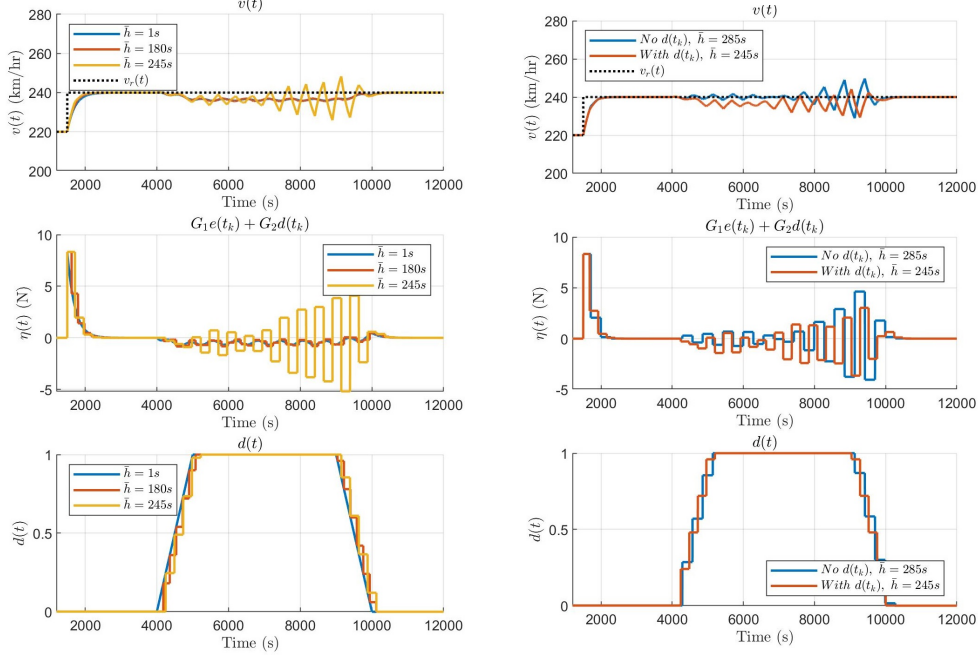 v(t)
280
260
240
220
200
v(t) (km/hr)
h̄ = 1s
h̄ = 180s
h̄ = 245s
v_r(t)
2000 4000 6000 8000 10000 12000
Time (s)
G₁e(t_k) + G₂d(t_k)
10
5
0
-5
η(t) (N)
h̄ = 1s
h̄ = 180s
h̄ = 245s
2000 4000 6000 8000 10000 12000
Time (s)
d(t)
1
0.5
0
d(t)
h̄ = 1s
h̄ = 180s
h̄ = 245s
2000 4000 6000 8000 10000 12000
Time (s)
v(t)
280
260
240
220
200
v(t) (km/hr)
No d(t_k), h̄ = 285s
With d(t_k), h̄ = 245s
v_r(t)
2000 4000 6000 8000 10000 12000
Time (s)
G₁e(t_k) + G₂d(t_k)
10
5
0
-5
η(t) (N)
No d(t_k), h̄ = 285s
With d(t_k), h̄ = 245s
2000 4000 6000 8000 10000 12000
Time (s)
d(t)
1
0.5
0
d(t)
No d(t_k), h̄ = 285s
With d(t_k), h̄ = 245s
2000 4000 6000 8000 10000 12000
Time (s)